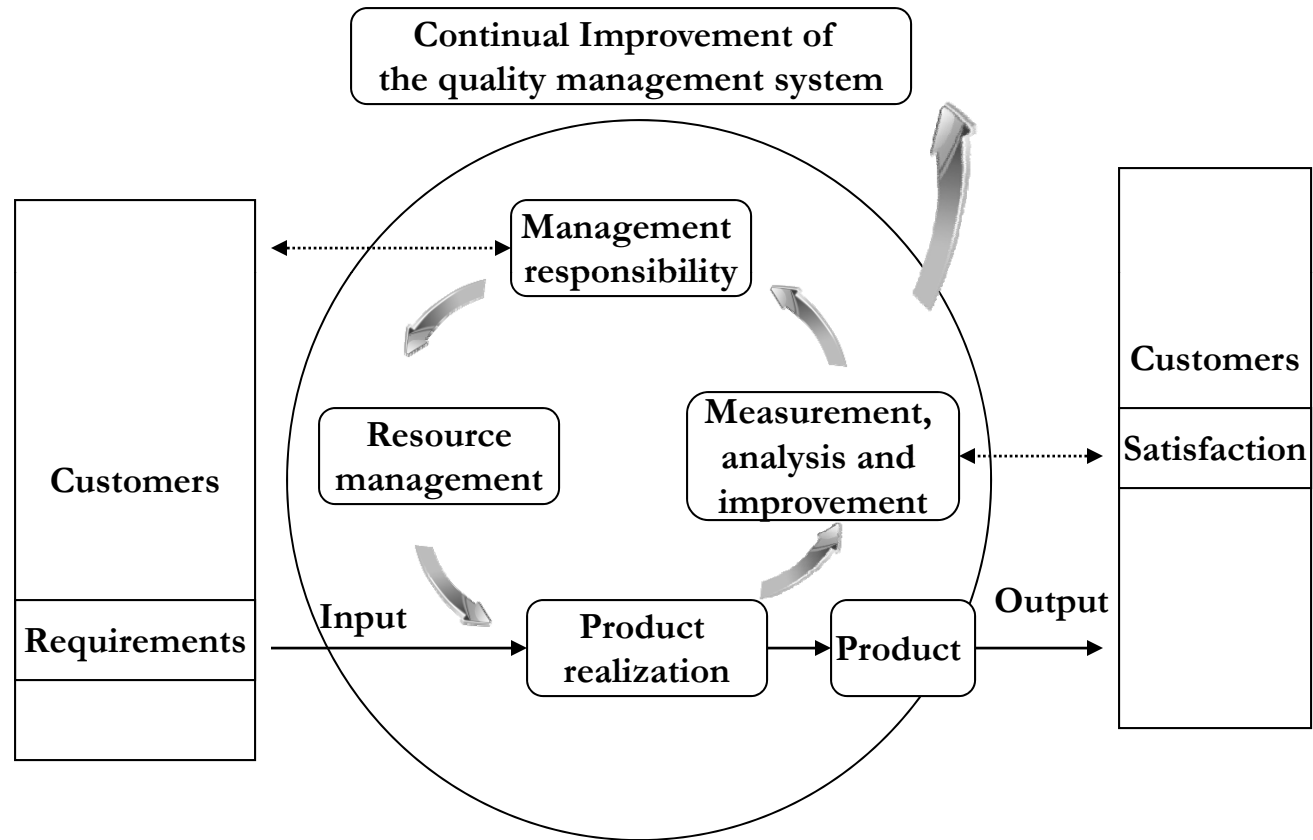 Continual Improvement of
the quality management system
Management
responsibility
Customers
Resource
management
Measurement,
analysis and
improvement
Customers
Satisfaction
Requirements
Input
Product
realization
Product
Output